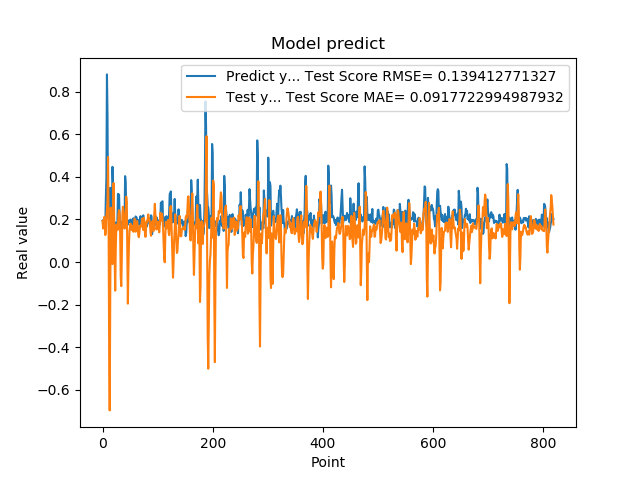 Model predict
Predict y... Test Score RMSE= 0.139412771327
Test y... Test Score MAE= 0.0917722994987932
0.8
0.6
0.4
0.2
0.0
−0.2
−0.4
−0.6
Real value
0
200
400
600
800
Point